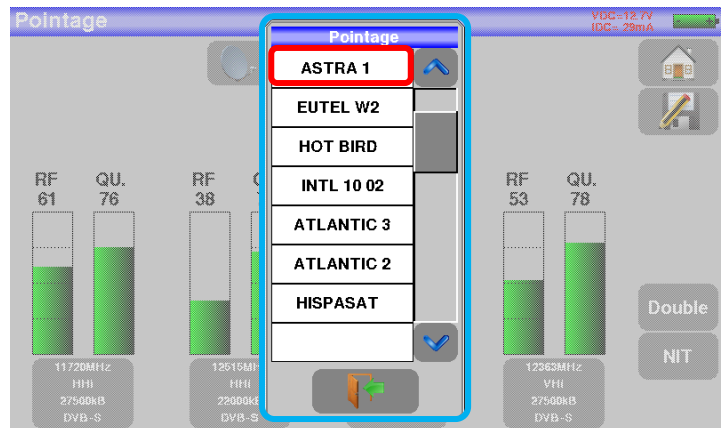 Pointage
VDC=12.7V
IDC= 29mA
Pointage
ASTRA 1
EUTEL W2
HOT BIRD
INTL 10 02
ATLANTIC 3
ATLANTIC 2
HISPASAT
RF QU.
61 76
RF
38
RF QU.
53 78
11720MHz
HHi
27500kB
DVB-S
HHi
DVB-S
12363MHz
VHi
27500kB
DVB-S
Double
NIT